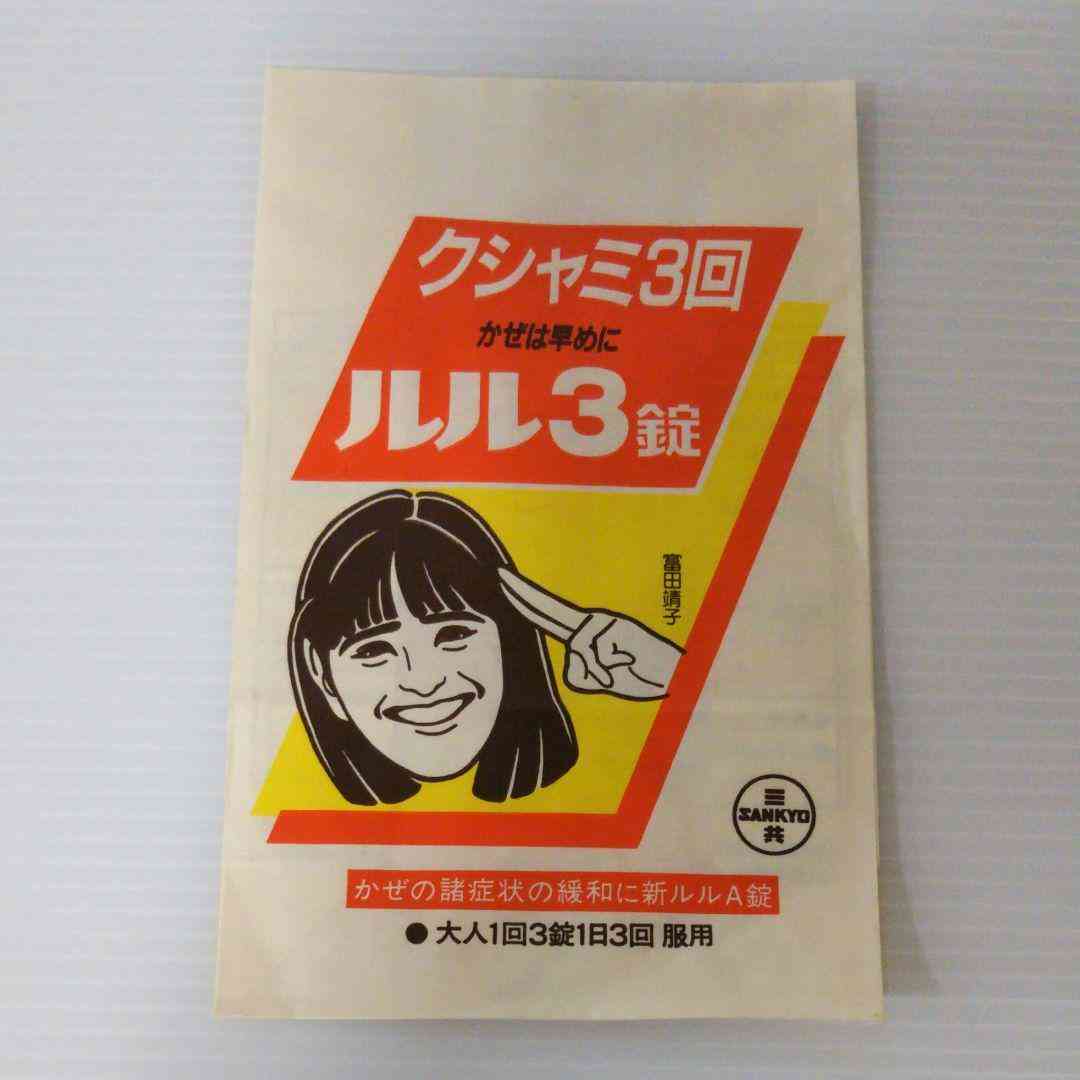 クシャミ3回
かぜは早めに
ルル3錠
富田靖子
三
SANKYO
共
かぜの諸症状の緩和に新ルルA錠
● 大人1回3錠1日3回 服用